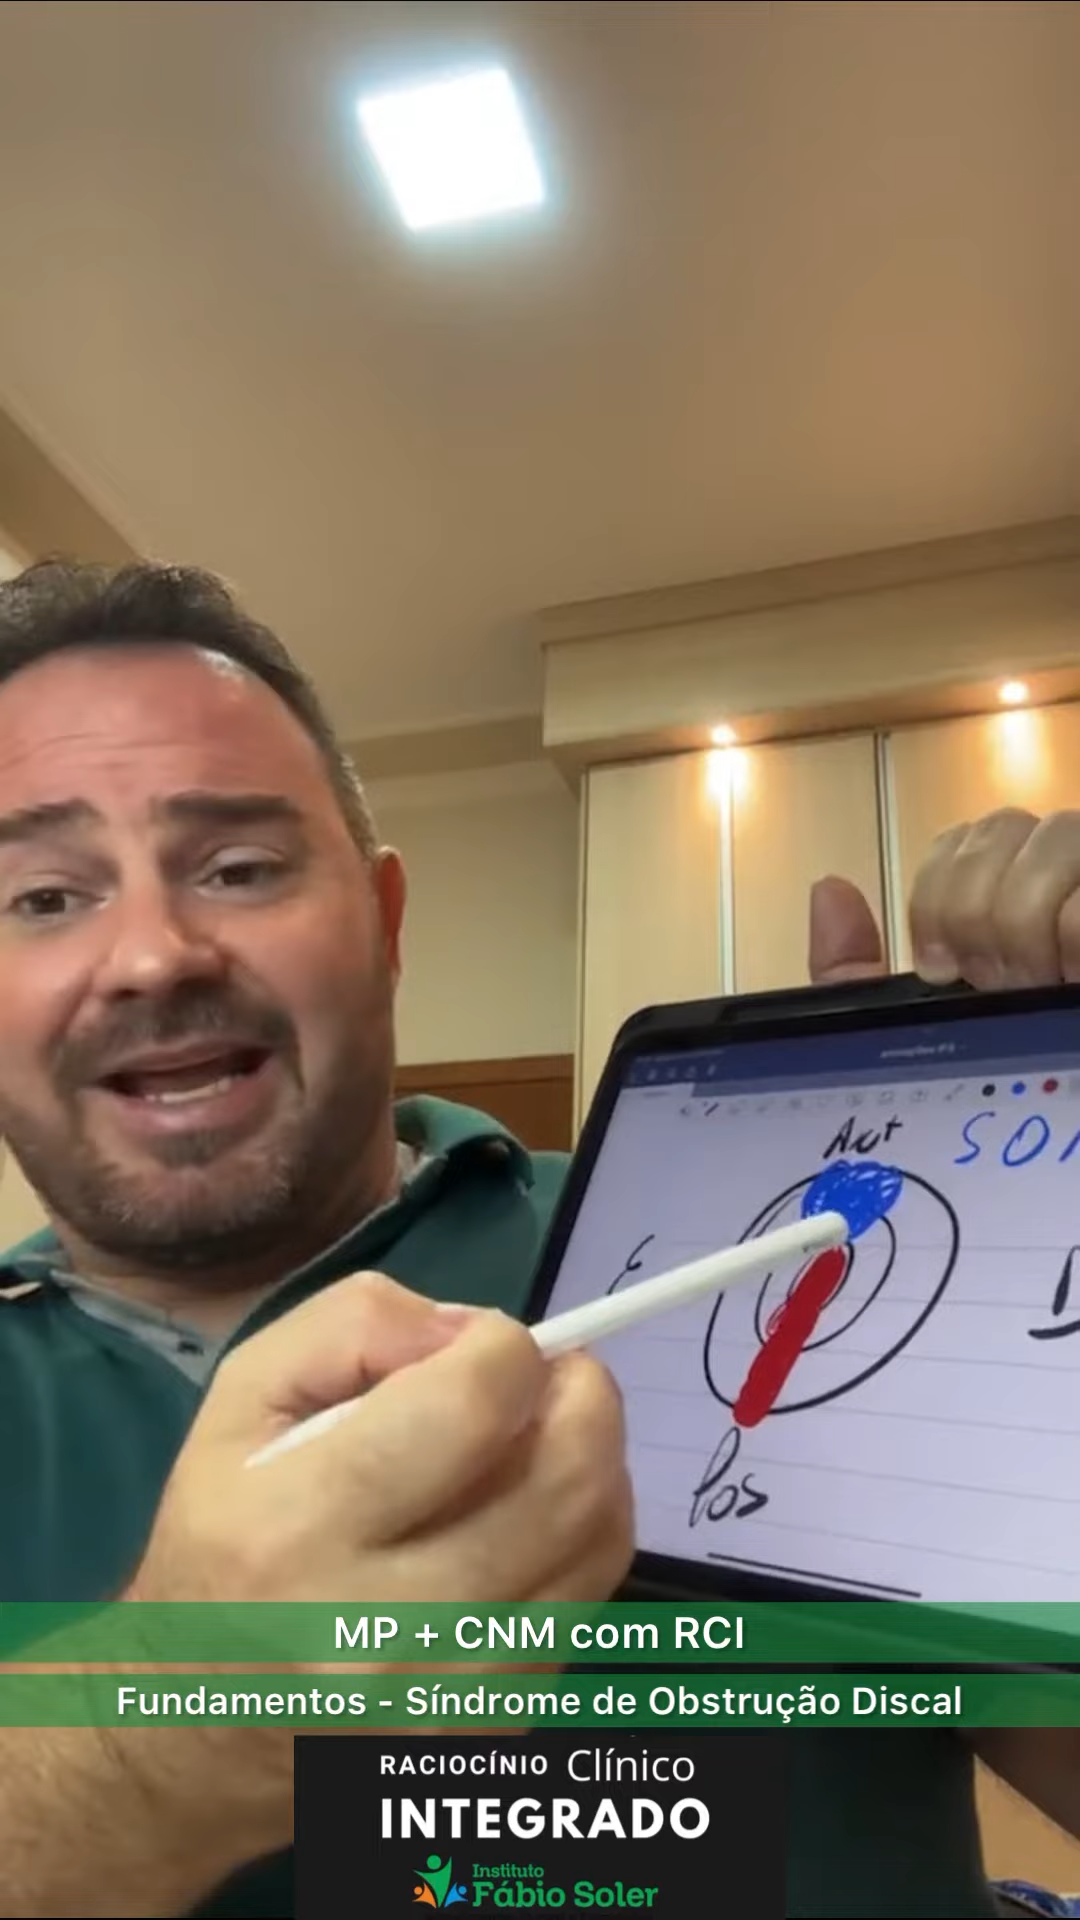 Ant
SO
E
Pos
MP + CNM com RCI
Fundamentos - Síndrome de Obstrução Discal
RACIOCÍNIO Clínico
INTEGRADO
Instituto
Fábio Soler